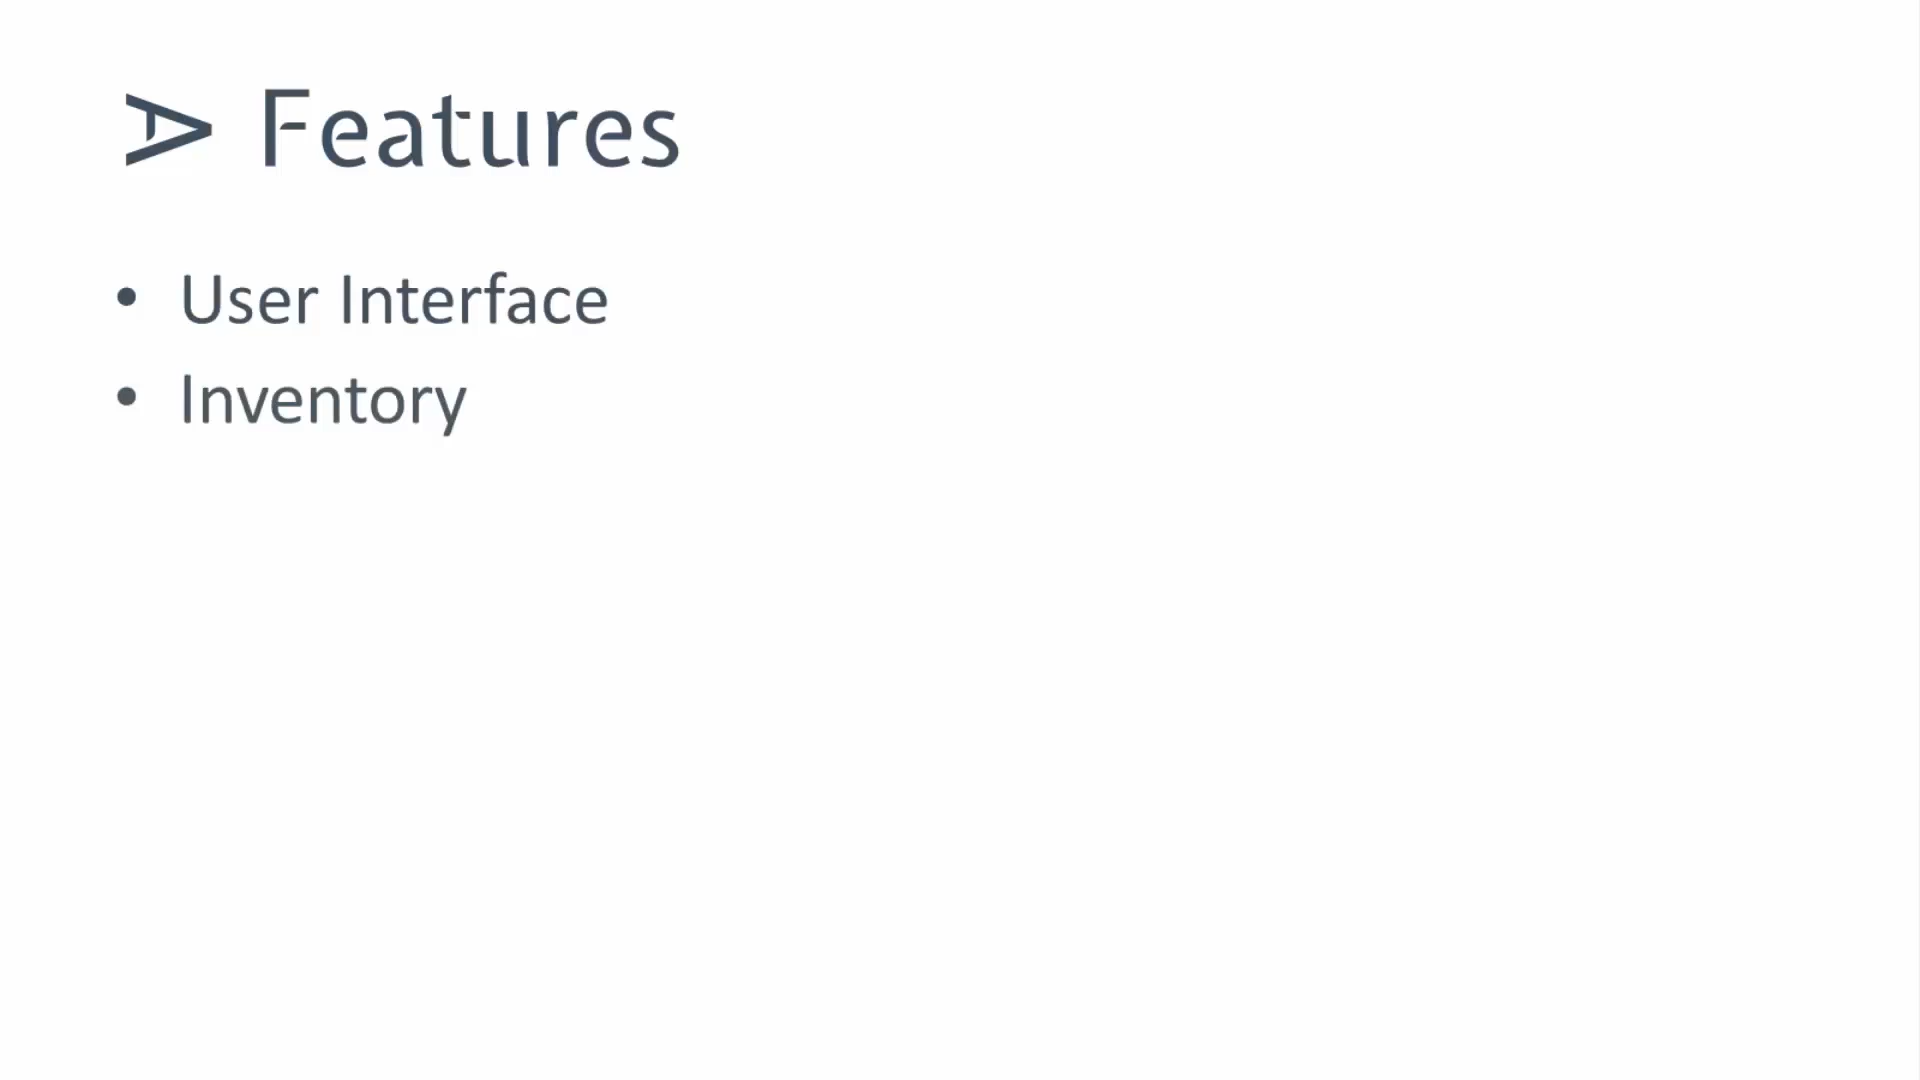 Features
• User Interface
• Inventory